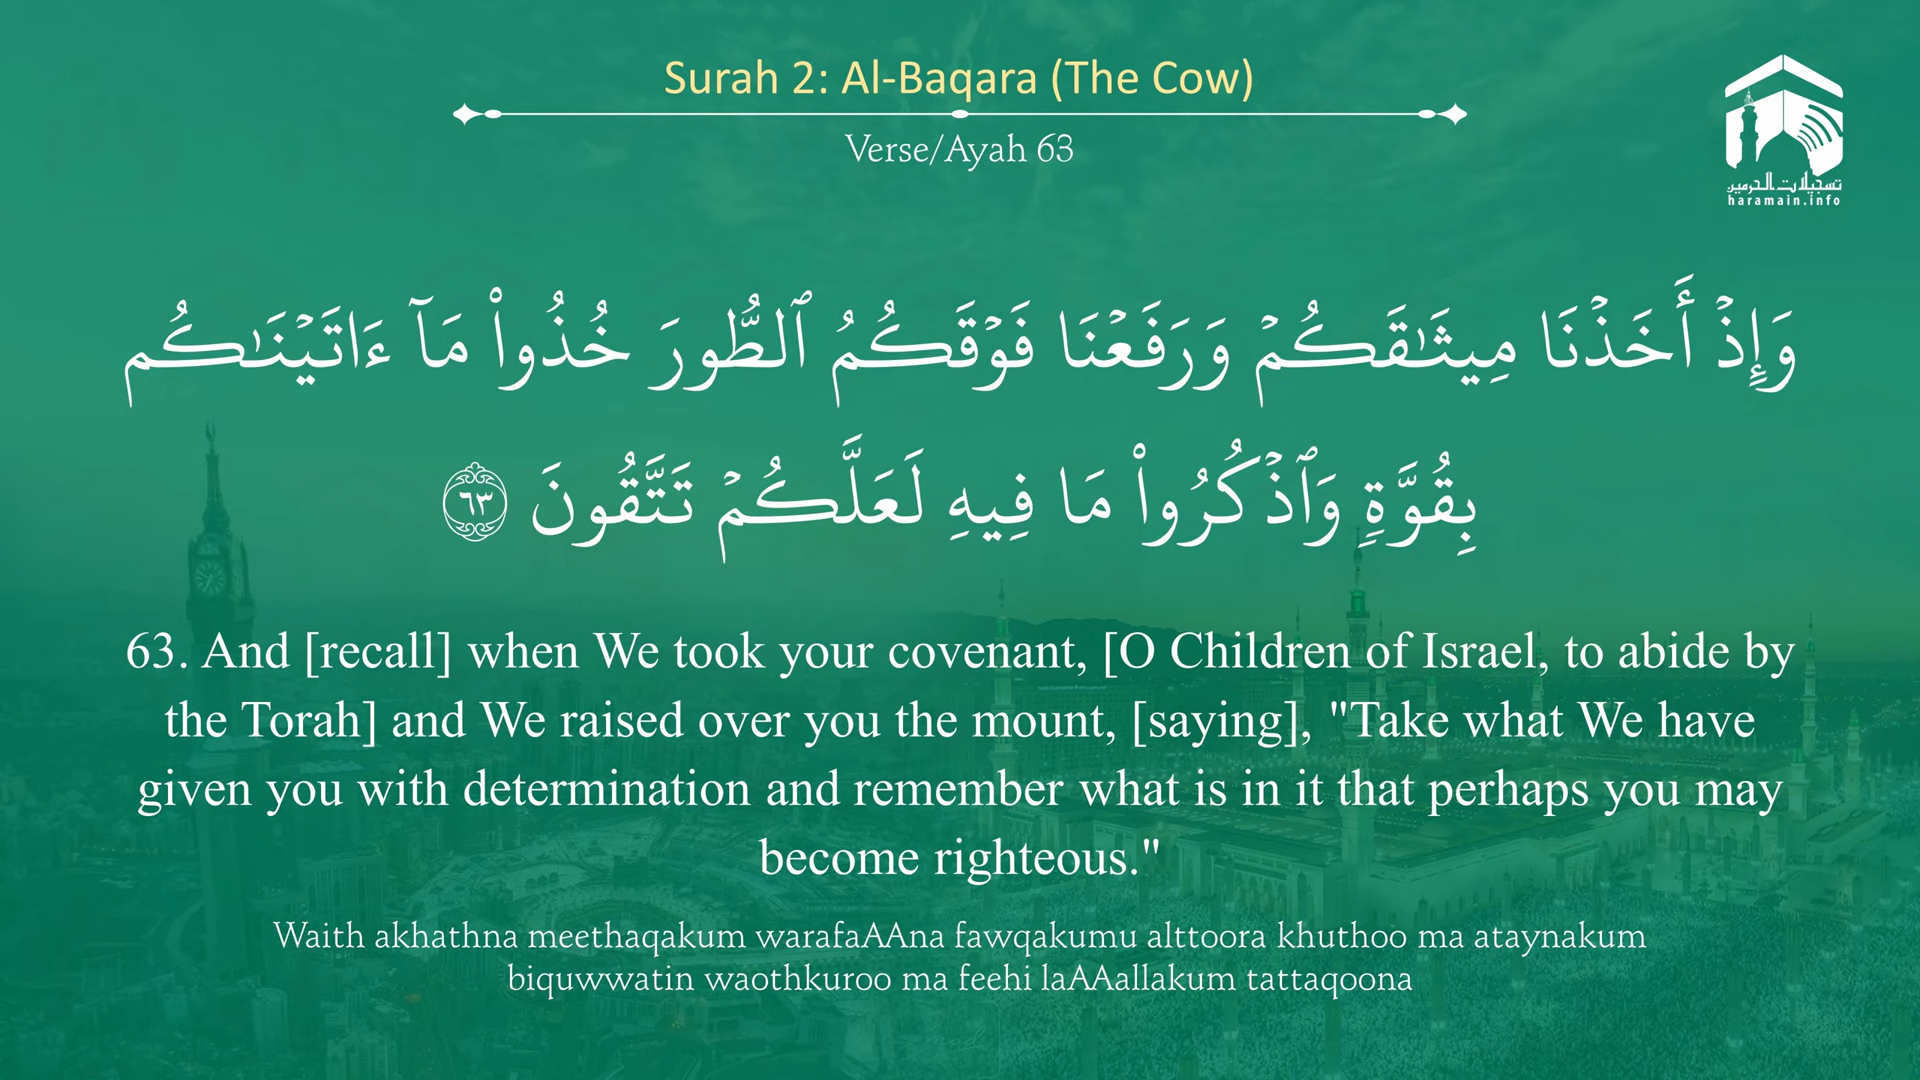 Surah 2: Al-Baqara (The Cow)
Verse/Ayah 63
تسجيلات الحرمين
haramain.info
وَإِذۡ أَخَذۡنَا مِيثَٰقَكُمۡ وَرَفَعۡنَا فَوۡقَكُمُ ٱلطُّورَ خُذُواْ مَآ ءَاتَيۡنَٰكُم
بِقُوَّةٖ وَٱذۡكُرُواْ مَا فِيهِ لَعَلَّكُمۡ تَتَّقُونَ ٦٣
63. And [recall] when We took your covenant, [O Children of Israel, to abide by
the Torah] and We raised over you the mount, [saying], "Take what We have
given you with determination and remember what is in it that perhaps you may
become righteous."
Waith akhathna meethaqakum warafaAAna fawqakumu alttoora khuthoo ma ataynakum
biquwwatin waothkuroo ma feehi laAAallakum tattaqoona